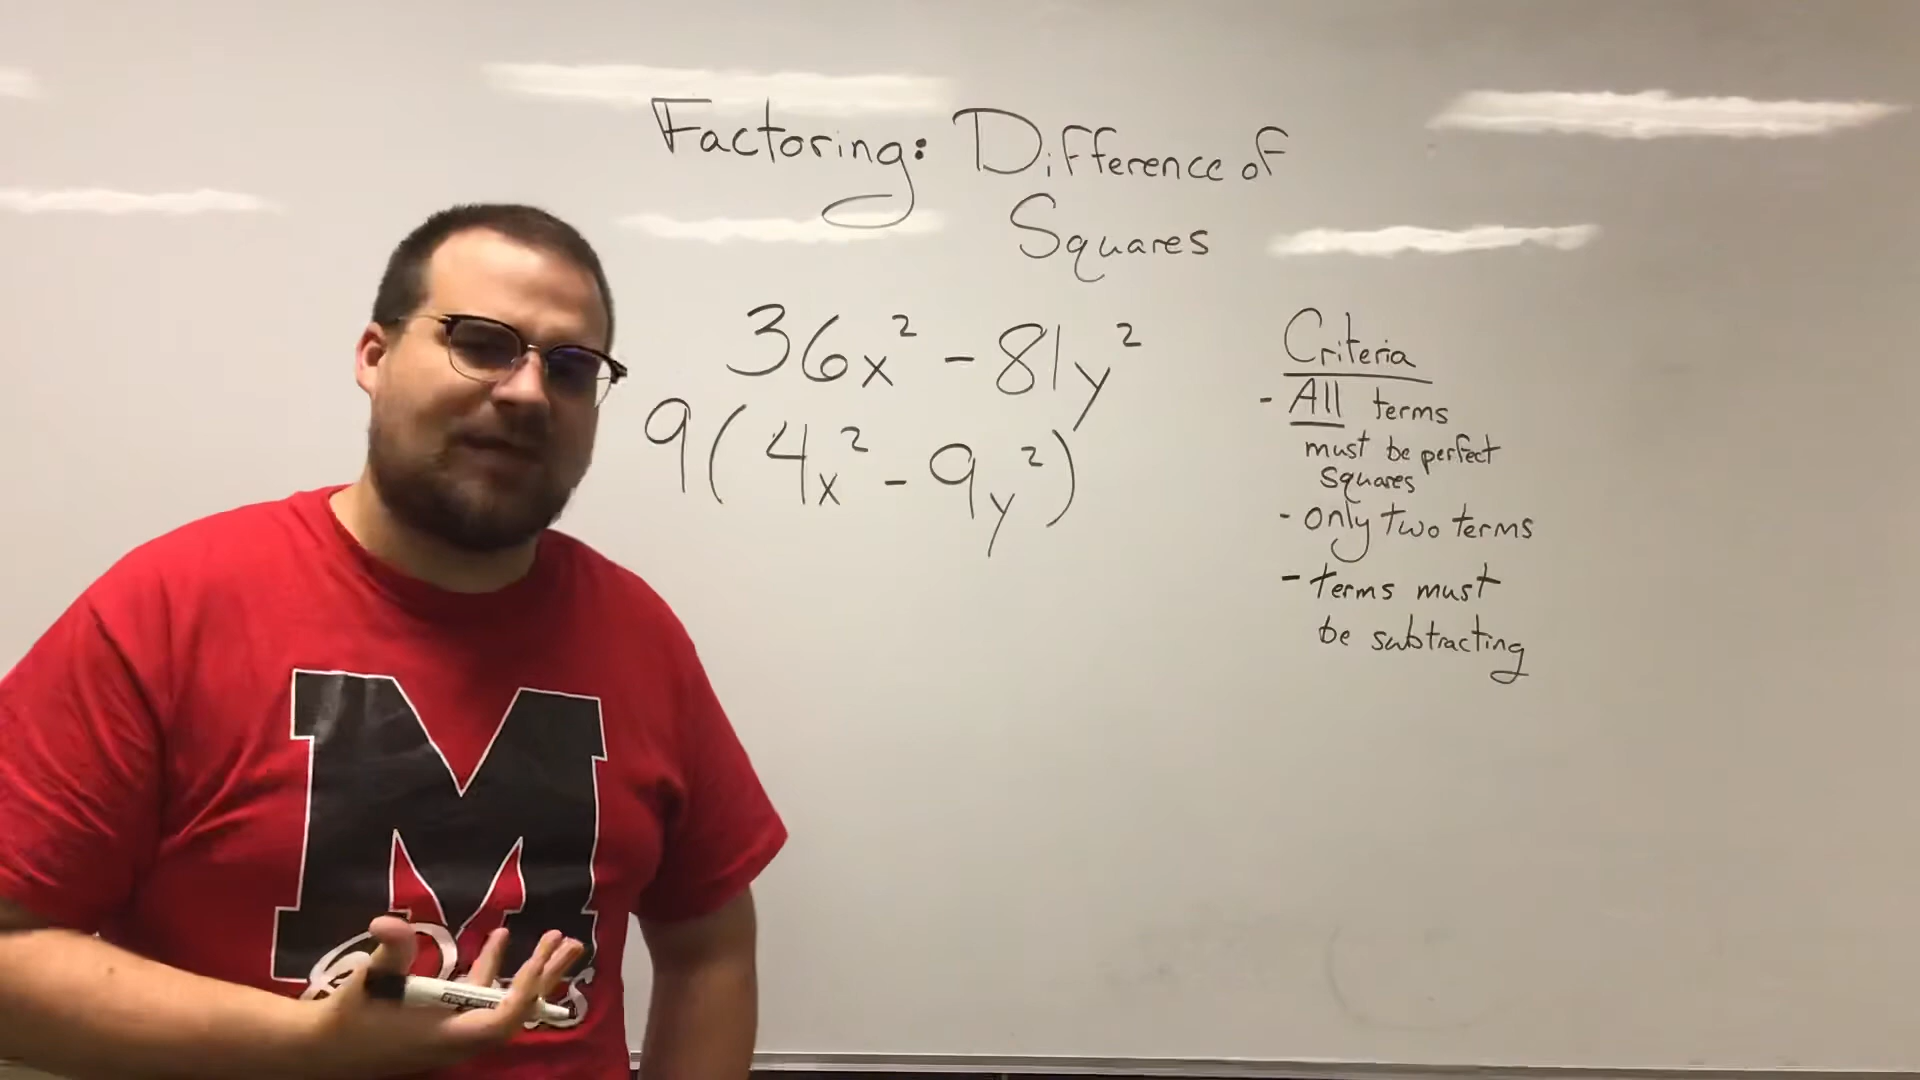 Factoring: Difference of
Squares
36x² - 81y²
9(4x² - 9y²)
Criteria
- All terms
must be perfect
squares
- only two terms
- terms must
be subtracting
M